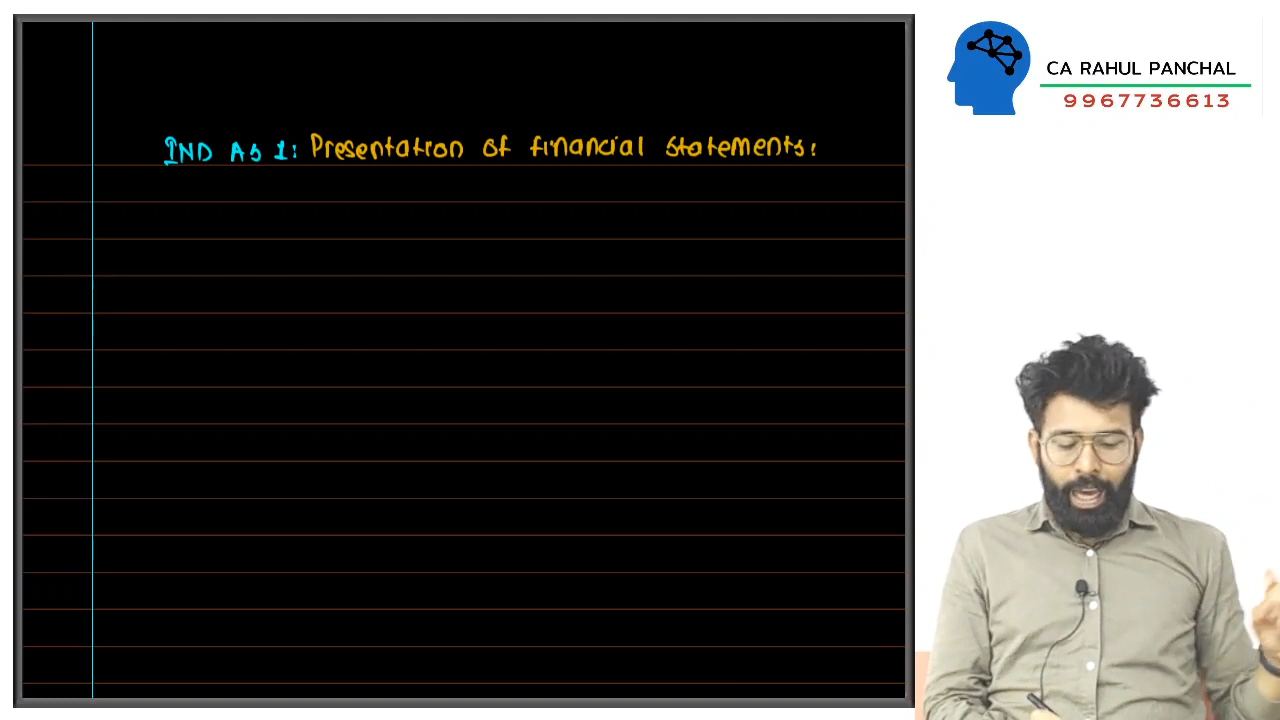 IND AS 1: Presentation of financial statements:
CA RAHUL PANCHAL
9967736613